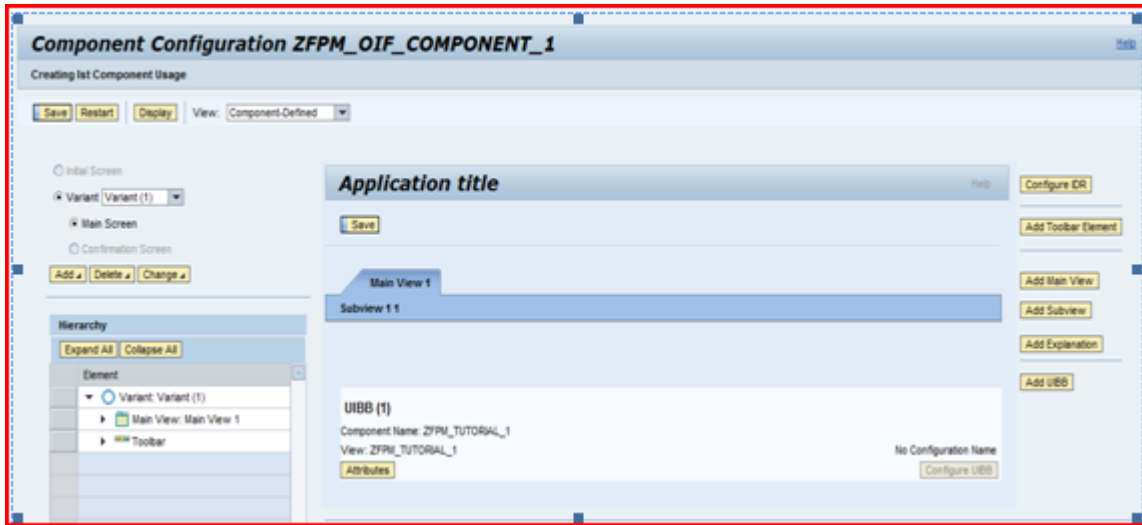 Component Configuration ZFPM_OIF_COMPONENT_1
Help
Creating Ist Component Usage
Save Restart Display View: Component-Defined
Initial Screen
Variant Variant (1)
Main Screen
Confirmation Screen
Add Delete Change
Hierarchy
Expand All Collapse All
Element
Variant: Variant (1)
Main View: Main View 1
Toolbar
Application title
Help
Save
Main View 1
Subview 1 1
UIBB (1)
Component Name: ZFPM_TUTORIAL_1
View: ZFPM_TUTORIAL_1
No Configuration Name
Attributes
Configure UIBB
Configure IDR
Add Toolbar Element
Add Main View
Add Subview
Add Explanation
Add UIBB